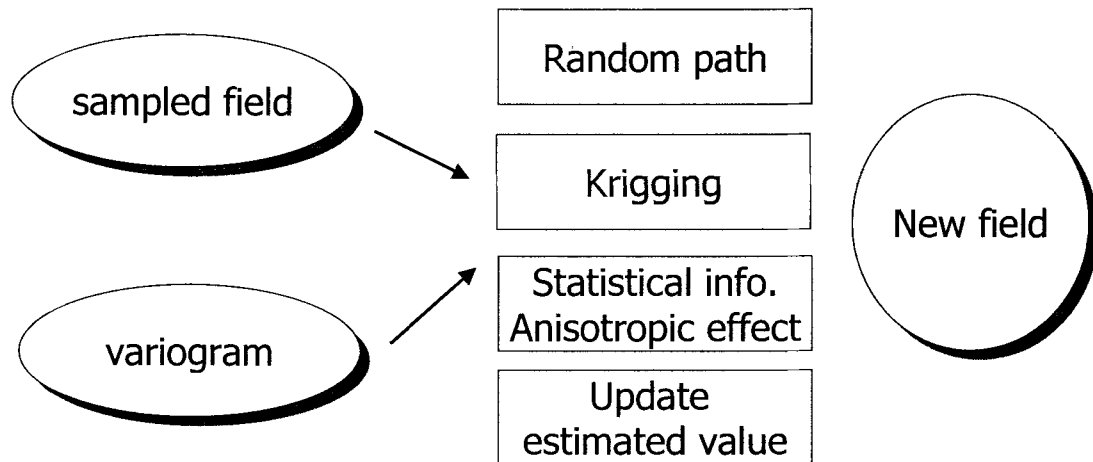 sampled field
variogram
Random path
Krigging
Statistical info.
Anisotropic effect
Update
estimated value
New field